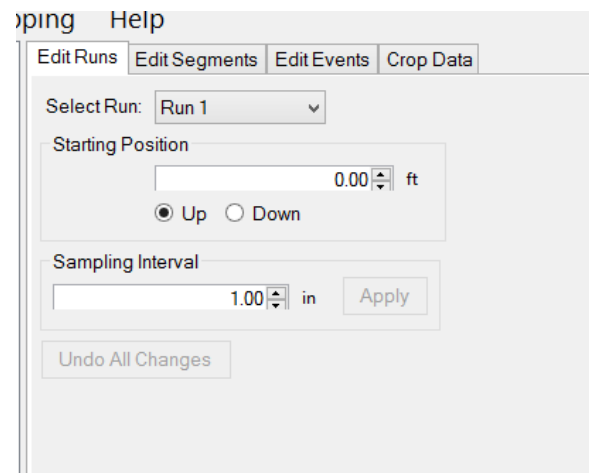 pping Help
Edit Runs Edit Segments Edit Events Crop Data
Select Run: Run 1
Starting Position
0.00 ft
Up Down
Sampling Interval
1.00 in Apply
Undo All Changes